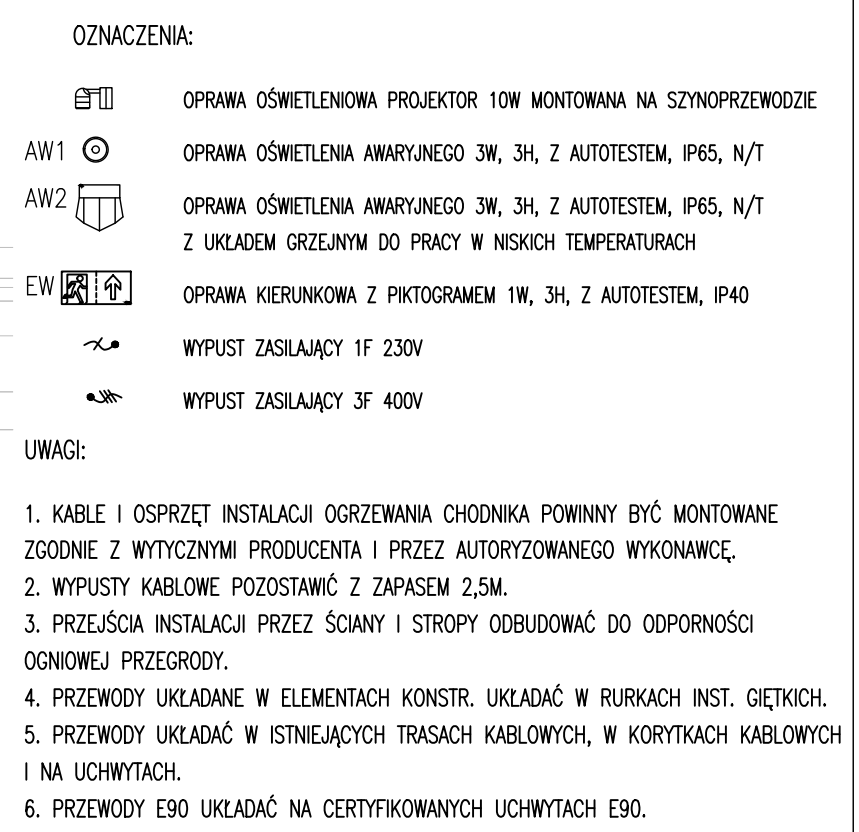 OZNACZENIA:
OPRAWA OŚWIETLENIOWA PROJEKTOR 10W MONTOWANA NA SZYNOPRZEWODZIE
AW1 OPRAWA OŚWIETLENIA AWARYJNEGO 3W, 3H, Z AUTOTESTEM, IP65, N/T
AW2 OPRAWA OŚWIETLENIA AWARYJNEGO 3W, 3H, Z AUTOTESTEM, IP65, N/T
Z UKŁADEM GRZEJNYM DO PRACY W NISKICH TEMPERATURACH
EW OPRAWA KIERUNKOWA Z PIKTOGRAMEM 1W, 3H, Z AUTOTESTEM, IP40
WYPUST ZASILAJĄCY 1F 230V
WYPUST ZASILAJĄCY 3F 400V
UWAGI:
1. KABLE I OSPRZĘT INSTALACJI OGRZEWANIA CHODNIKA POWINNY BYĆ MONTOWANE
ZGODNIE Z WYTYCZNYMI PRODUCENTA I PRZEZ AUTORYZOWANEGO WYKONAWCĘ.
2. WYPUSTY KABLOWE POZOSTAWIĆ Z ZAPASEM 2,5M.
3. PRZEJŚCIA INSTALACJI PRZEZ ŚCIANY I STROPY ODBUDOWAĆ DO ODPORNOŚCI
OGNIOWEJ PRZEGRODY.
4. PRZEWODY UKŁADANE W ELEMENTACH KONSTR. UKŁADAĆ W RURKACH INST. GIĘTKICH.
5. PRZEWODY UKŁADAĆ W ISTNIEJĄCYCH TRASACH KABLOWYCH, W KORYTKACH KABLOWYCH
I NA UCHWYTACH.
6. PRZEWODY E90 UKŁADAĆ NA CERTYFIKOWANYCH UCHWYTACH E90.